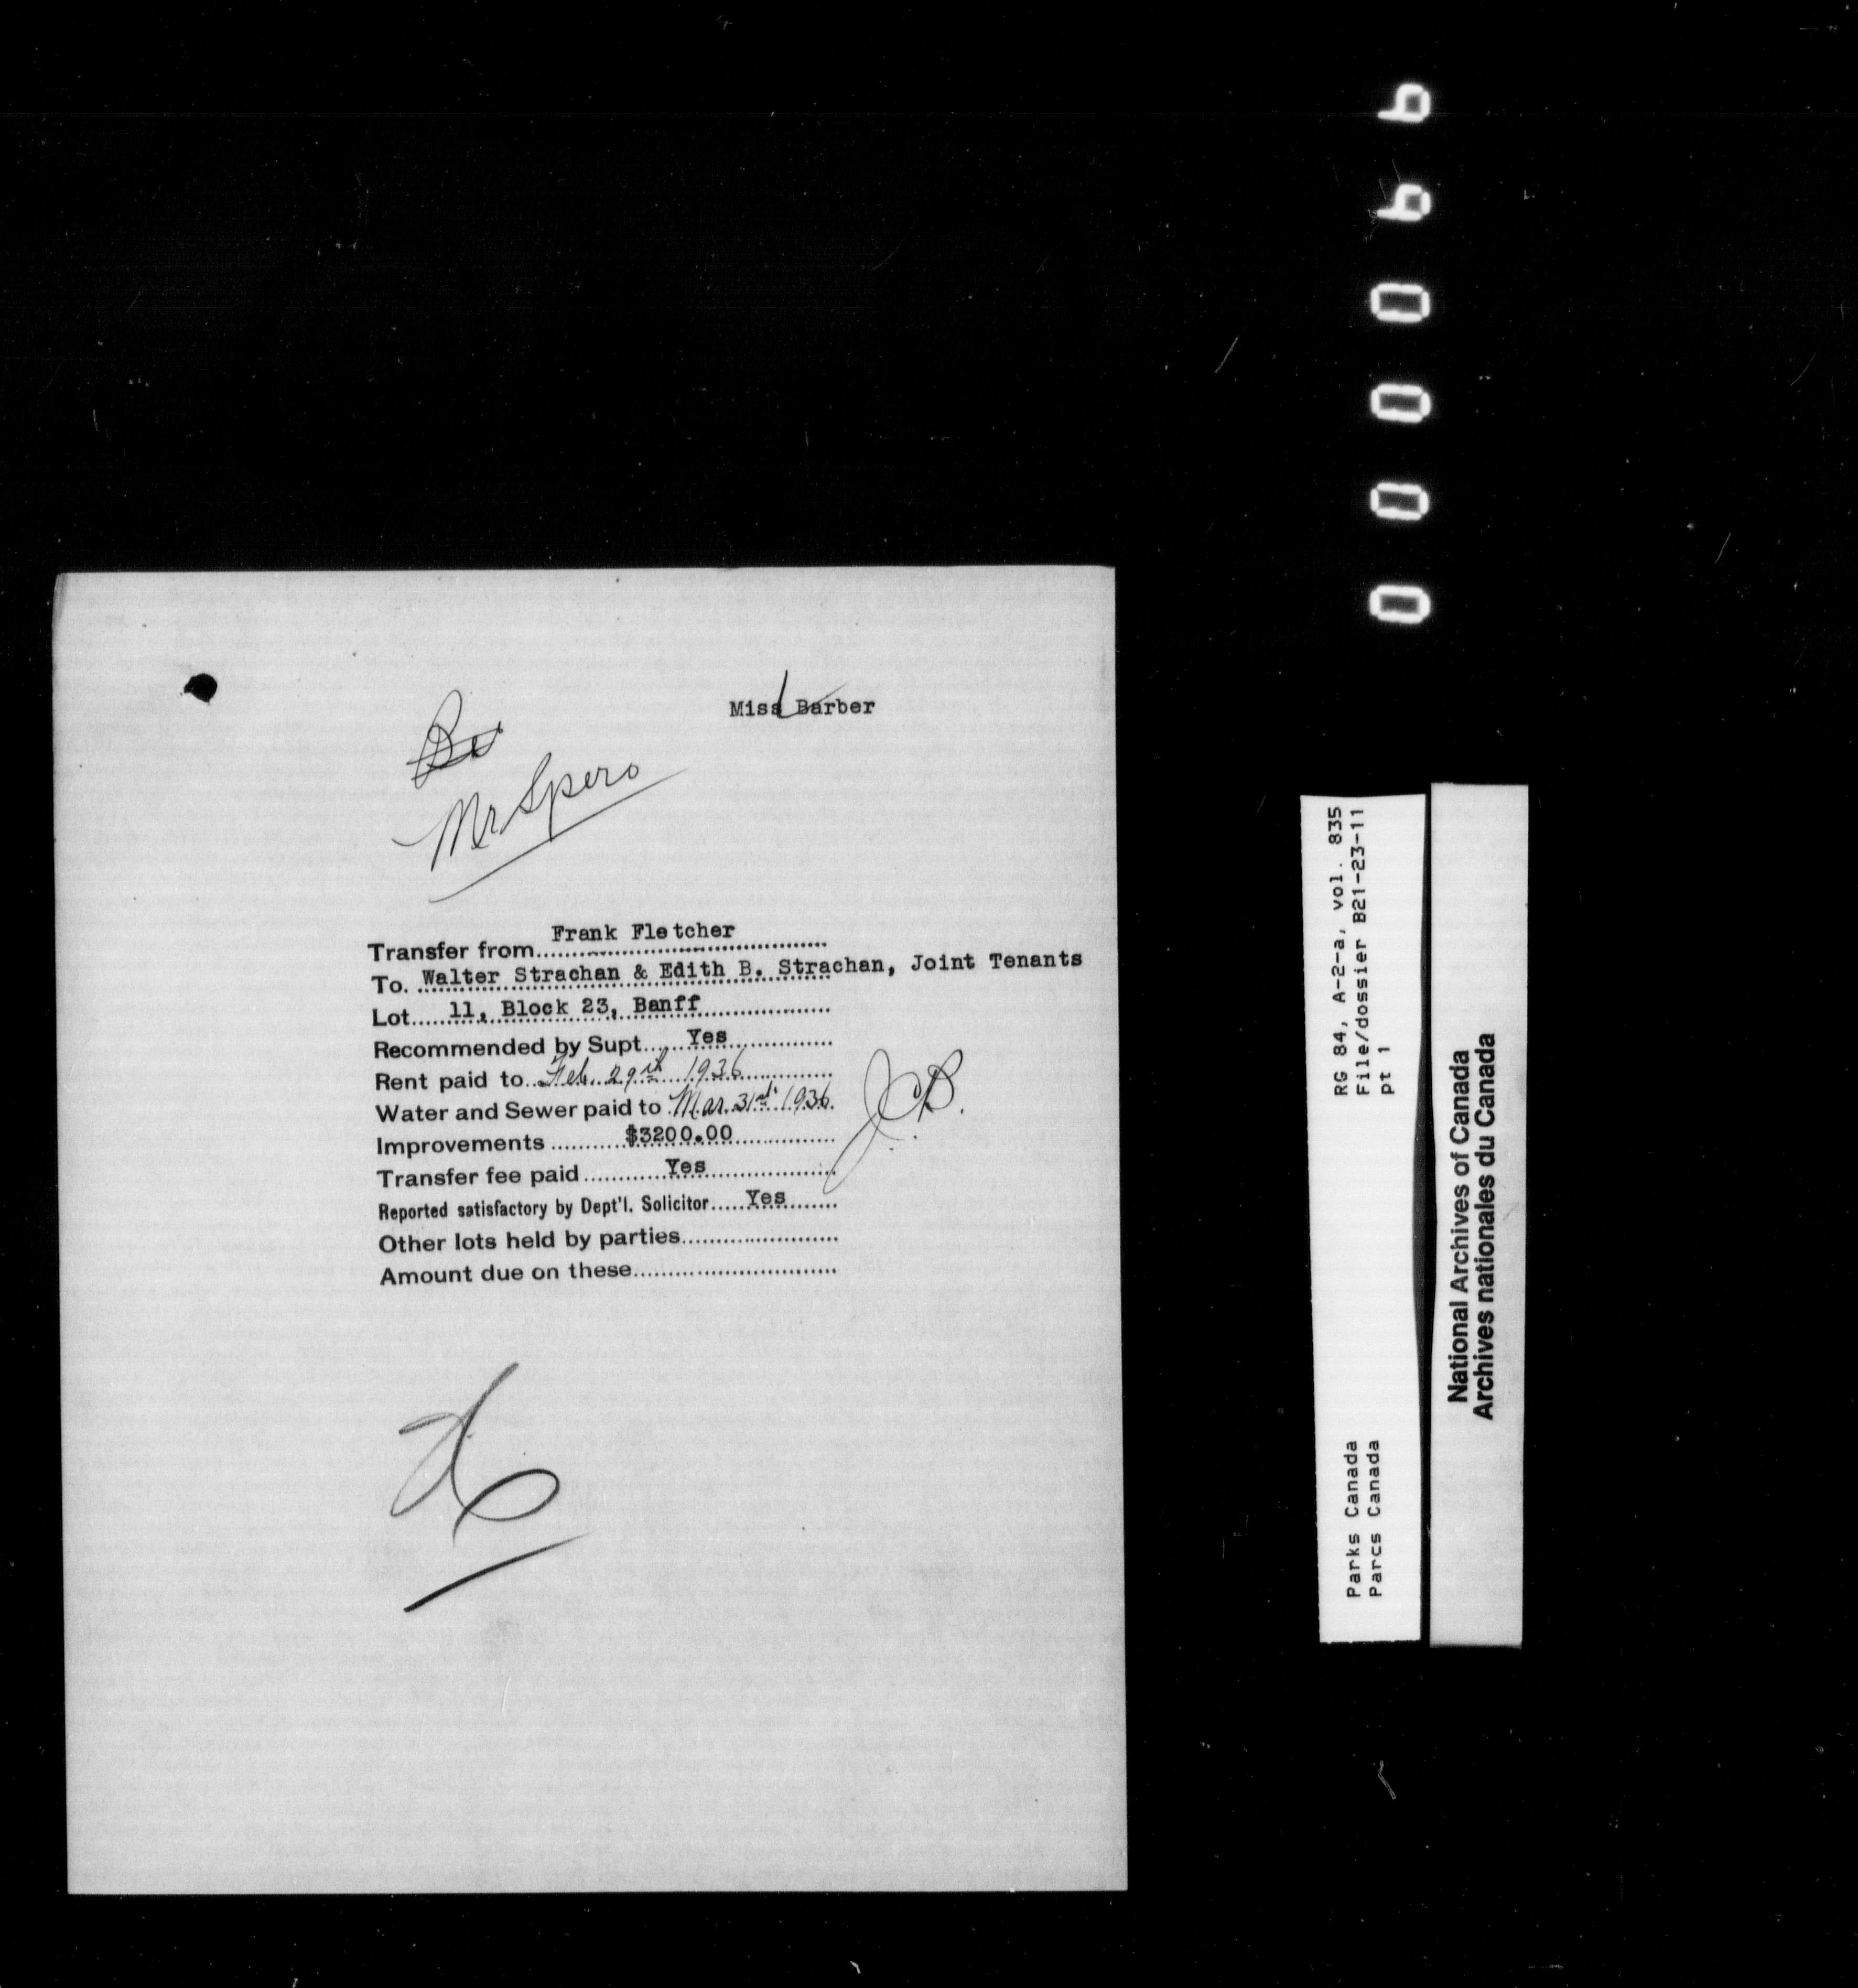 Miss Barber
Mr Spero
Transfer from Frank Fletcher
To. Walter Strachan & Edith B. Strachan, Joint Tenants
Lot 11, Block 23, Banff
Recommended by Supt. Yes
Rent paid to Feb. 29th 1936
Water and Sewer paid to Mar. 31st 1936.
Improvements $3200.00
Transfer fee paid Yes
Reported satisfactory by Dept'l. Solicitor Yes
Other lots held by parties
Amount due on these
J.C.B.
000099
RG 84, A-2-a, vol. 835
File/dossier B21-23-11
pt 1
Parks Canada
Parcs Canada
National Archives of Canada
Archives nationales du Canada